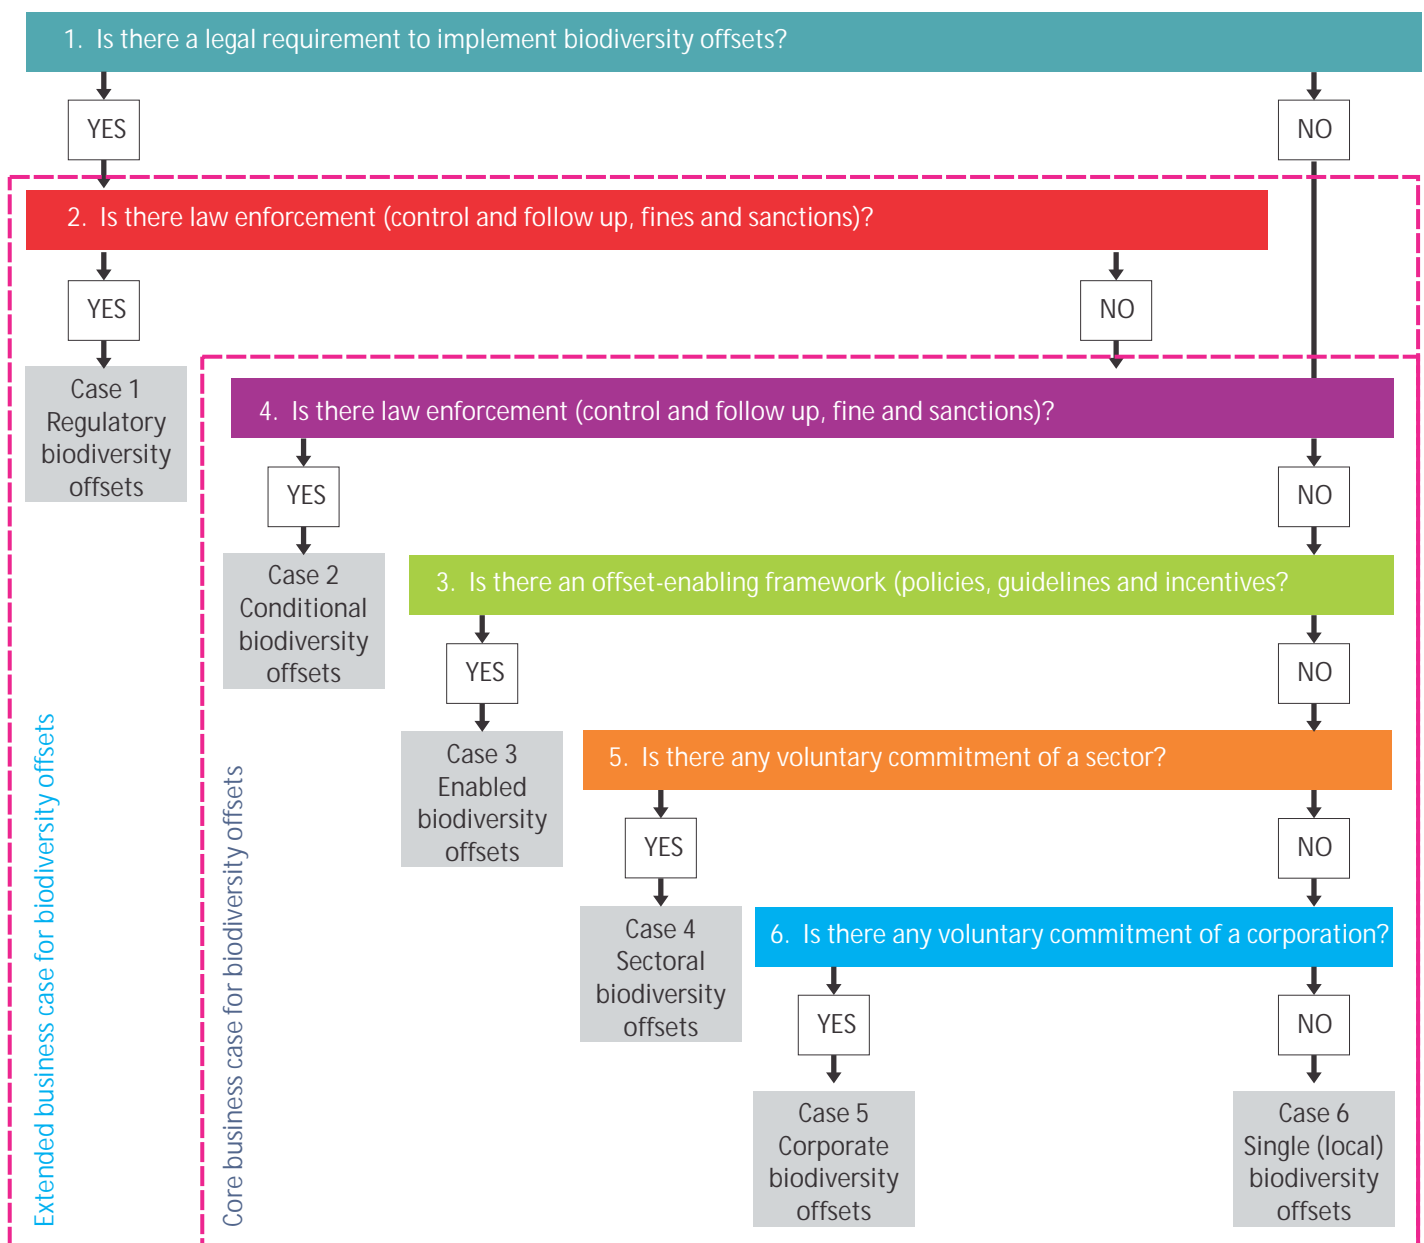 1. Is there a legal requirement to implement biodiversity offsets?
YES
NO
2. Is there law enforcement (control and follow up, fines and sanctions)?
YES
NO
Case 1
Regulatory
biodiversity
offsets
4. Is there law enforcement (control and follow up, fine and sanctions)?
YES
NO
Case 2
Conditional
biodiversity
offsets
3. Is there an offset-enabling framework (policies, guidelines and incentives?
YES
NO
Case 3
Enabled
biodiversity
offsets
5. Is there any voluntary commitment of a sector?
YES
NO
Case 4
Sectoral
biodiversity
offsets
6. Is there any voluntary commitment of a corporation?
YES
NO
Case 5
Corporate
biodiversity
offsets
Case 6
Single (local)
biodiversity
offsets
Extended business case for biodiversity offsets
Core business case for biodiversity offsets